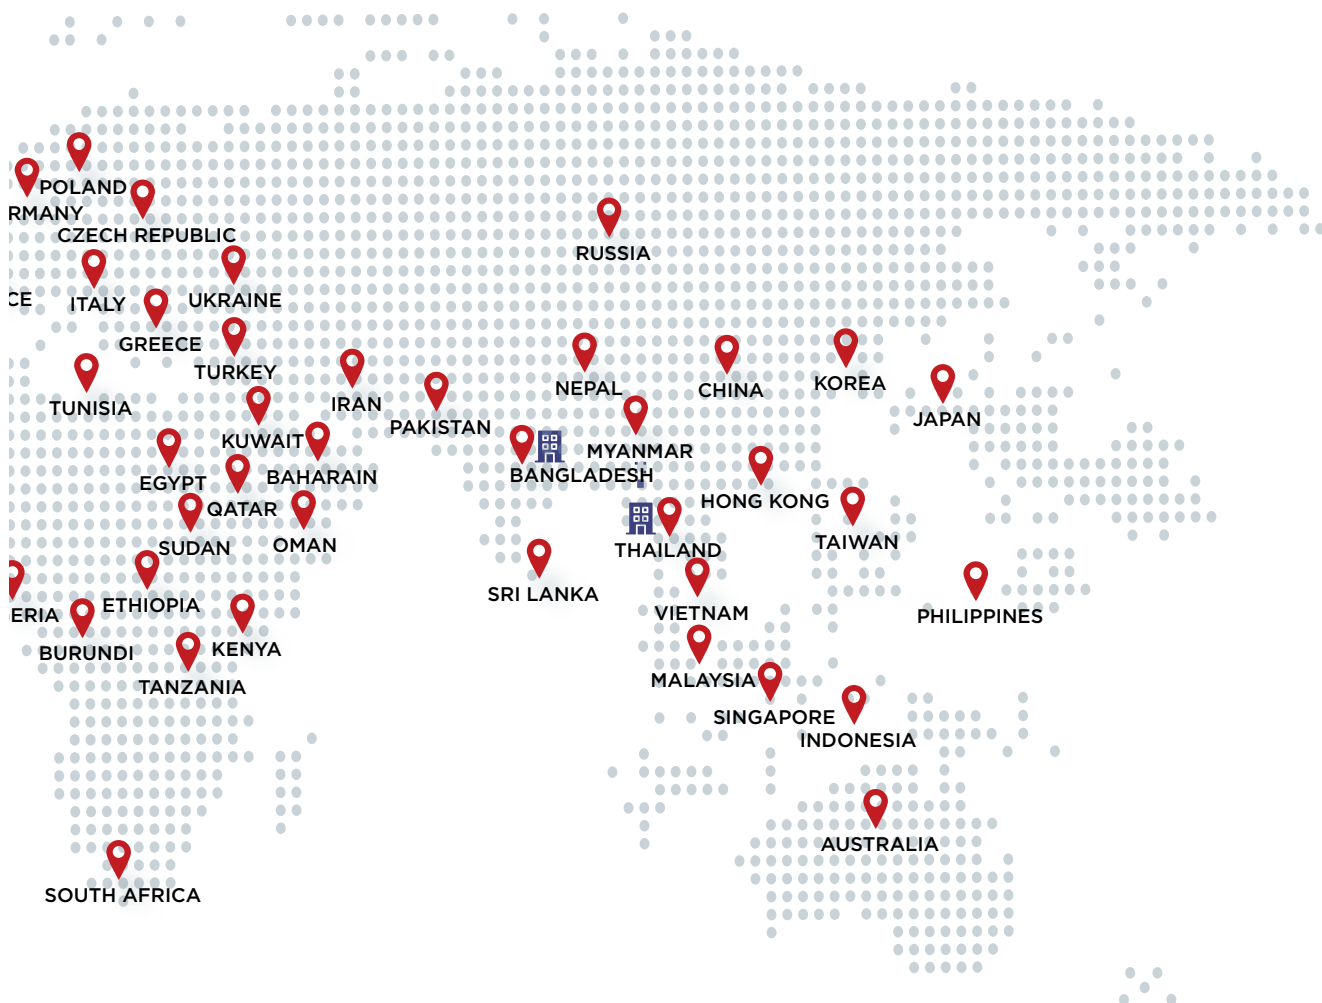 POLAND
RMANY
CZECH REPUBLIC
RUSSIA
CE
ITALY
UKRAINE
GREECE
TURKEY
NEPAL
CHINA
KOREA
TUNISIA
IRAN
PAKISTAN
JAPAN
KUWAIT
MYANMAR
EGYPT
BAHARAIN
BANGLADESH
QATAR
HONG KONG
SUDAN
OMAN
THAILAND
TAIWAN
SRI LANKA
ERIA
ETHIOPIA
VIETNAM
PHILIPPINES
BURUNDI
KENYA
TANZANIA
MALAYSIA
SINGAPORE
INDONESIA
AUSTRALIA
SOUTH AFRICA